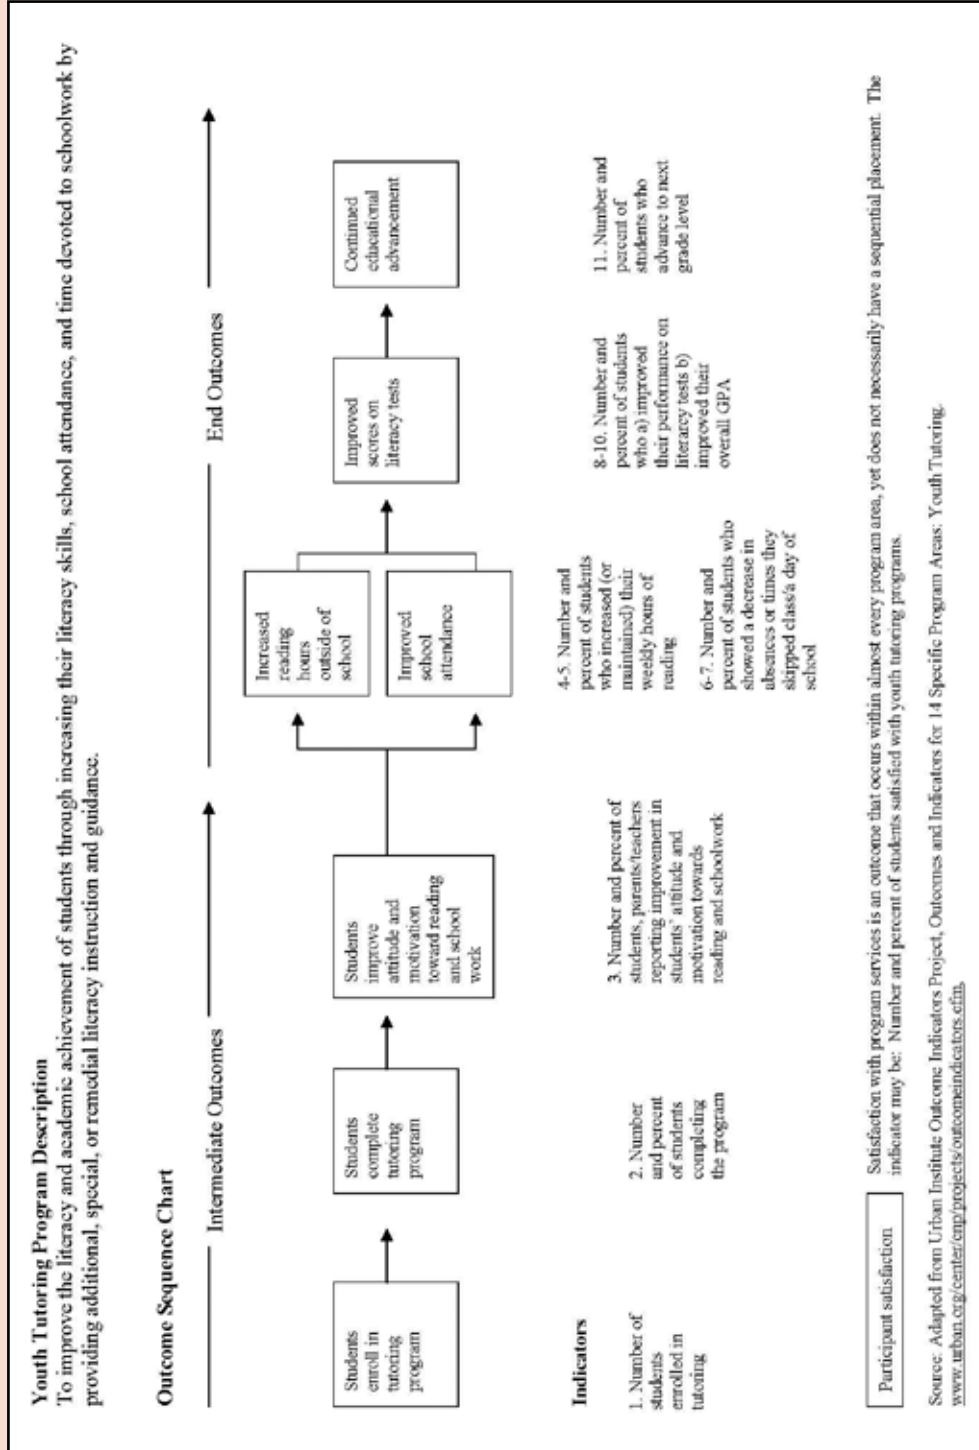 Youth Tutoring Program Description
To improve the literacy and academic achievement of students through increasing their literacy skills, school attendance, and time devoted to schoolwork by
providing additional, special, or remedial literacy instruction and guidance.
Outcome Sequence Chart
Intermediate Outcomes
End Outcomes
Students
enroll in
tutoring
program
Students
complete
tutoring
program
Students
improve
attitude and
motivation
toward reading
and school
work
Increased
reading
hours
outside of
school
Improved
school
attendance
Improved
scores on
literacy tests
Continued
educational
advancement
Indicators
1. Number of
students
enrolled in
tutoring
2. Number
and percent
of students
completing
the program
3. Number and percent of
students, parents/teachers
reporting improvement in
students' attitude and
motivation towards
reading and schoolwork
4-5. Number and
percent of students
who increased (or
maintained) their
weekly hours of
reading
6-7. Number and
percent of students who
showed a decrease in
absences or times they
skipped class/a day of
school
8-10. Number and
percent of students
who a) improved
their performance on
literarcy tests b)
improved their
overall GPA
11. Number and
percent of
students who
advance to next
grade level
Participant satisfaction
Satisfaction with program services is an outcome that occurs within almost every program area, yet does not necessarily have a sequential placement. The
indicator may be: Number and percent of students satisfied with youth tutoring programs.
Source: Adapted from Urban Institute Outcome Indicators Project, Outcomes and Indicators for 14 Specific Program Areas: Youth Tutoring.
www.urban.org/center/cnp/projects/outcomeindicators.cfm.